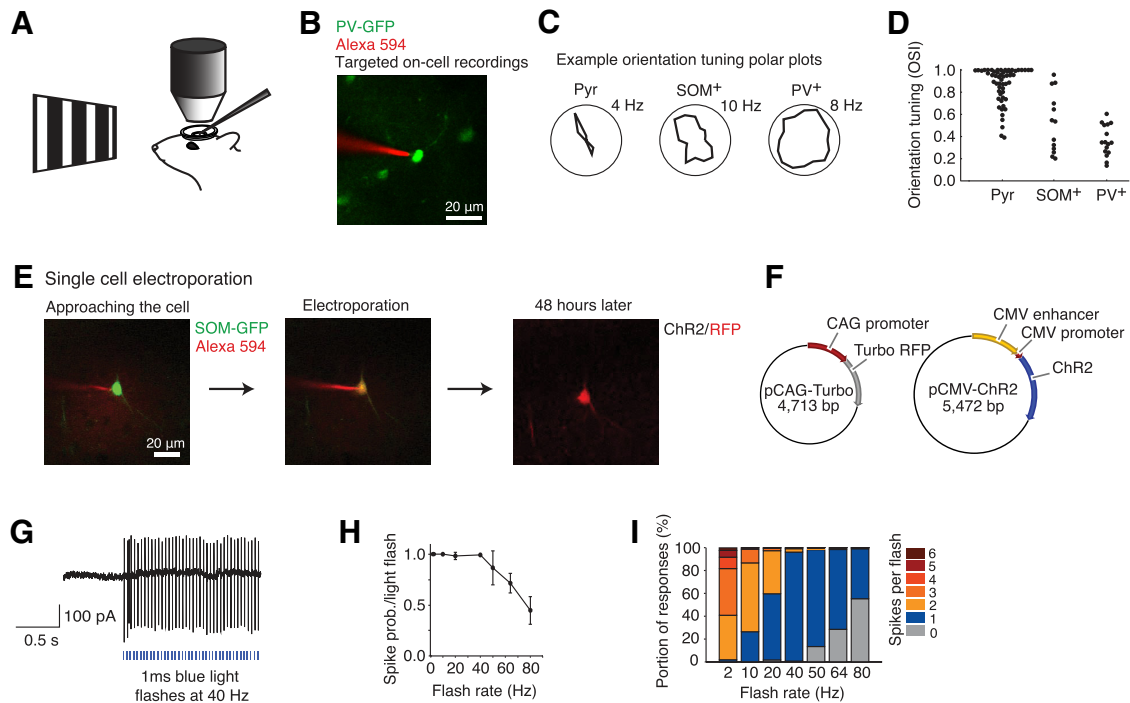 A
B
PV-GFP
Alexa 594
Targeted on-cell recordings
20 µm
C
Example orientation tuning polar plots
Pyr
4 Hz
SOM+
10 Hz
PV+
8 Hz
D
Orientation tuning (OSI)
1.0
0.8
0.6
0.4
0.2
0.0
Pyr
SOM+
PV+
E
Single cell electroporation
Approaching the cell
SOM-GFP
Alexa 594
20 µm
Electroporation
48 hours later
ChR2/RFP
F
CAG promoter
Turbo RFP
pCAG-Turbo
4,713 bp
CMV enhancer
CMV promoter
ChR2
pCMV-ChR2
5,472 bp
G
100 pA
0.5 s
1ms blue light
flashes at 40 Hz
H
Spike prob./light flash
1.0
0.5
0
0 20 40 60 80
Flash rate (Hz)
I
Portion of responses (%)
100
80
60
40
20
0
2 10 20 40 50 64 80
Flash rate (Hz)
Spikes per flash
6
5
4
3
2
1
0